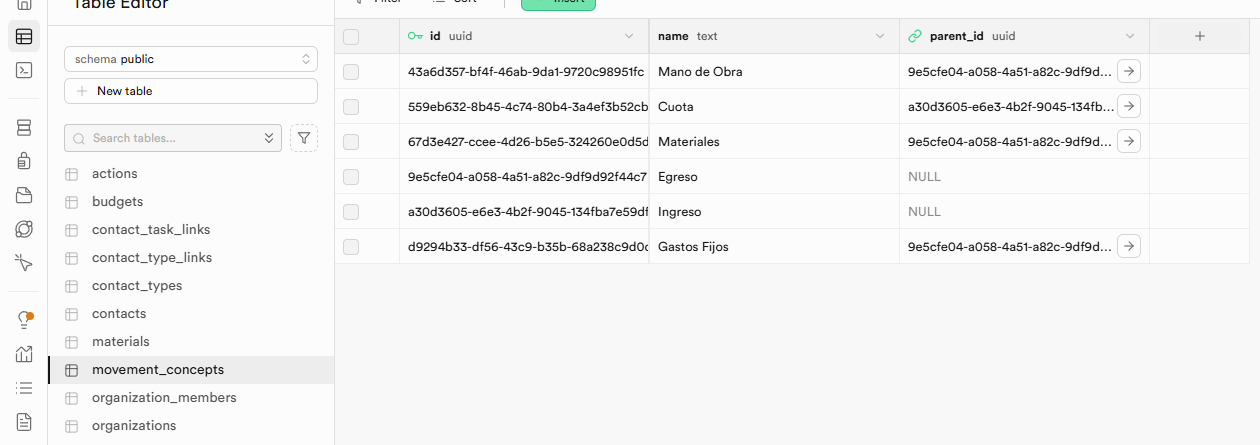 Table Editor
Filter
Sort
Insert
schema public
New table
Search tables...
actions
budgets
contact_task_links
contact_type_links
contact_types
contacts
materials
movement_concepts
organization_members
organizations
id uuid name text parent_id uuid
43a6d357-bf4f-46ab-9da1-9720c98951fc Mano de Obra 9e5cfe04-a058-4a51-a82c-9df9d...
559eb632-8b45-4c74-80b4-3a4ef3b52cb Cuota a30d3605-e6e3-4b2f-9045-134fb...
67d3e427-ccee-4d26-b5e5-324260e0d5d Materiales 9e5cfe04-a058-4a51-a82c-9df9d...
9e5cfe04-a058-4a51-a82c-9df9d92f44c7 Egreso NULL
a30d3605-e6e3-4b2f-9045-134fba7e59df Ingreso NULL
d9294b33-df56-43c9-b35b-68a238c9d0c Gastos Fijos 9e5cfe04-a058-4a51-a82c-9df9d...